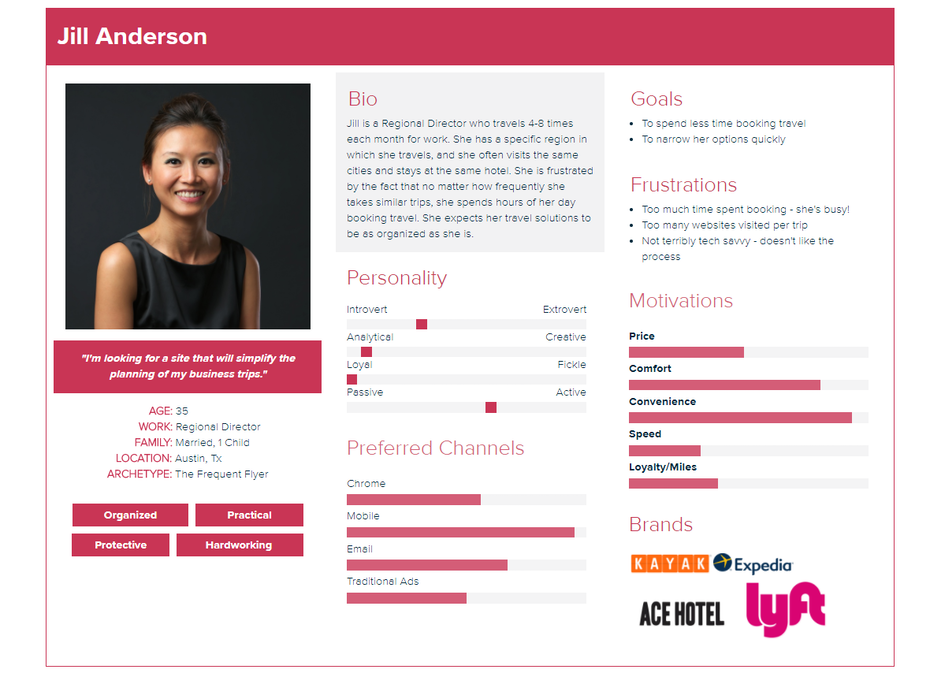 Jill Anderson
"I'm looking for a site that will simplify the
planning of my business trips."
AGE: 35
WORK: Regional Director
FAMILY: Married, 1 Child
LOCATION: Austin, Tx
ARCHETYPE: The Frequent Flyer
Organized
Practical
Protective
Hardworking
Bio
Jill is a Regional Director who travels 4-8 times
each month for work. She has a specific region in
which she travels, and she often visits the same
cities and stays at the same hotel. She is frustrated
by the fact that no matter how frequently she
takes similar trips, she spends hours of her day
booking travel. She expects her travel solutions to
be as organized as she is.
Personality
Introvert Extrovert
Analytical Creative
Loyal Fickle
Passive Active
Preferred Channels
Chrome
Mobile
Email
Traditional Ads
Goals
• To spend less time booking travel
• To narrow her options quickly
Frustrations
• Too much time spent booking - she's busy!
• Too many websites visited per trip
• Not terribly tech savvy - doesn't like the
process
Motivations
Price
Comfort
Convenience
Speed
Loyalty/Miles
Brands
KAYAK Expedia
ACE HOTEL lyft